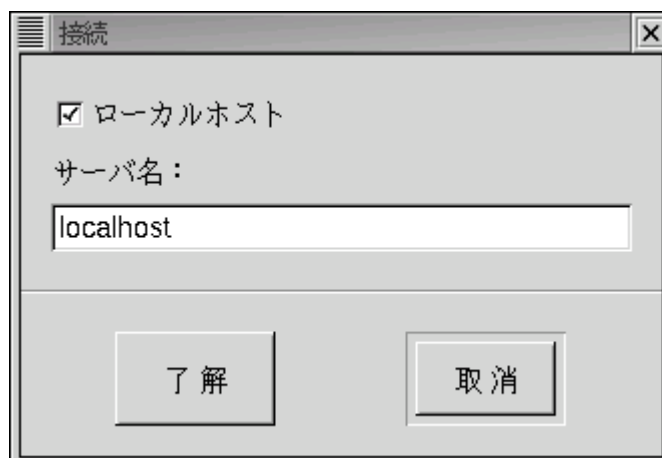 接続
ローカルホスト
サーバ名：
localhost
了解 取消